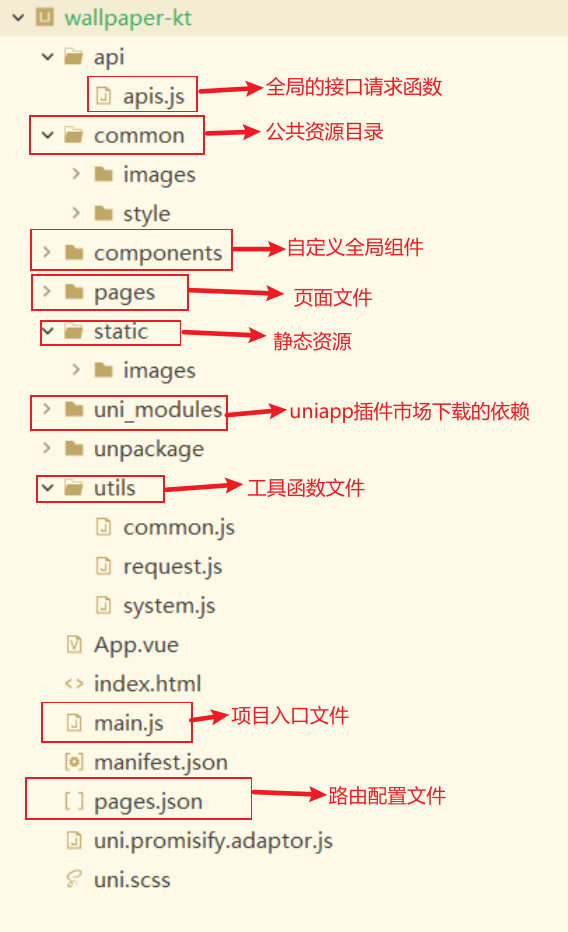 wallpaper-kt
api
apis.js 全局的接口请求函数
common 公共资源目录
images
style
components 自定义全局组件
pages 页面文件
static 静态资源
images
uni_modules uniapp插件市场下载的依赖
unpackage
utils 工具函数文件
common.js
request.js
system.js
App.vue
index.html
main.js 项目入口文件
manifest.json
pages.json 路由配置文件
uni.promisify.adaptor.js
uni.scss